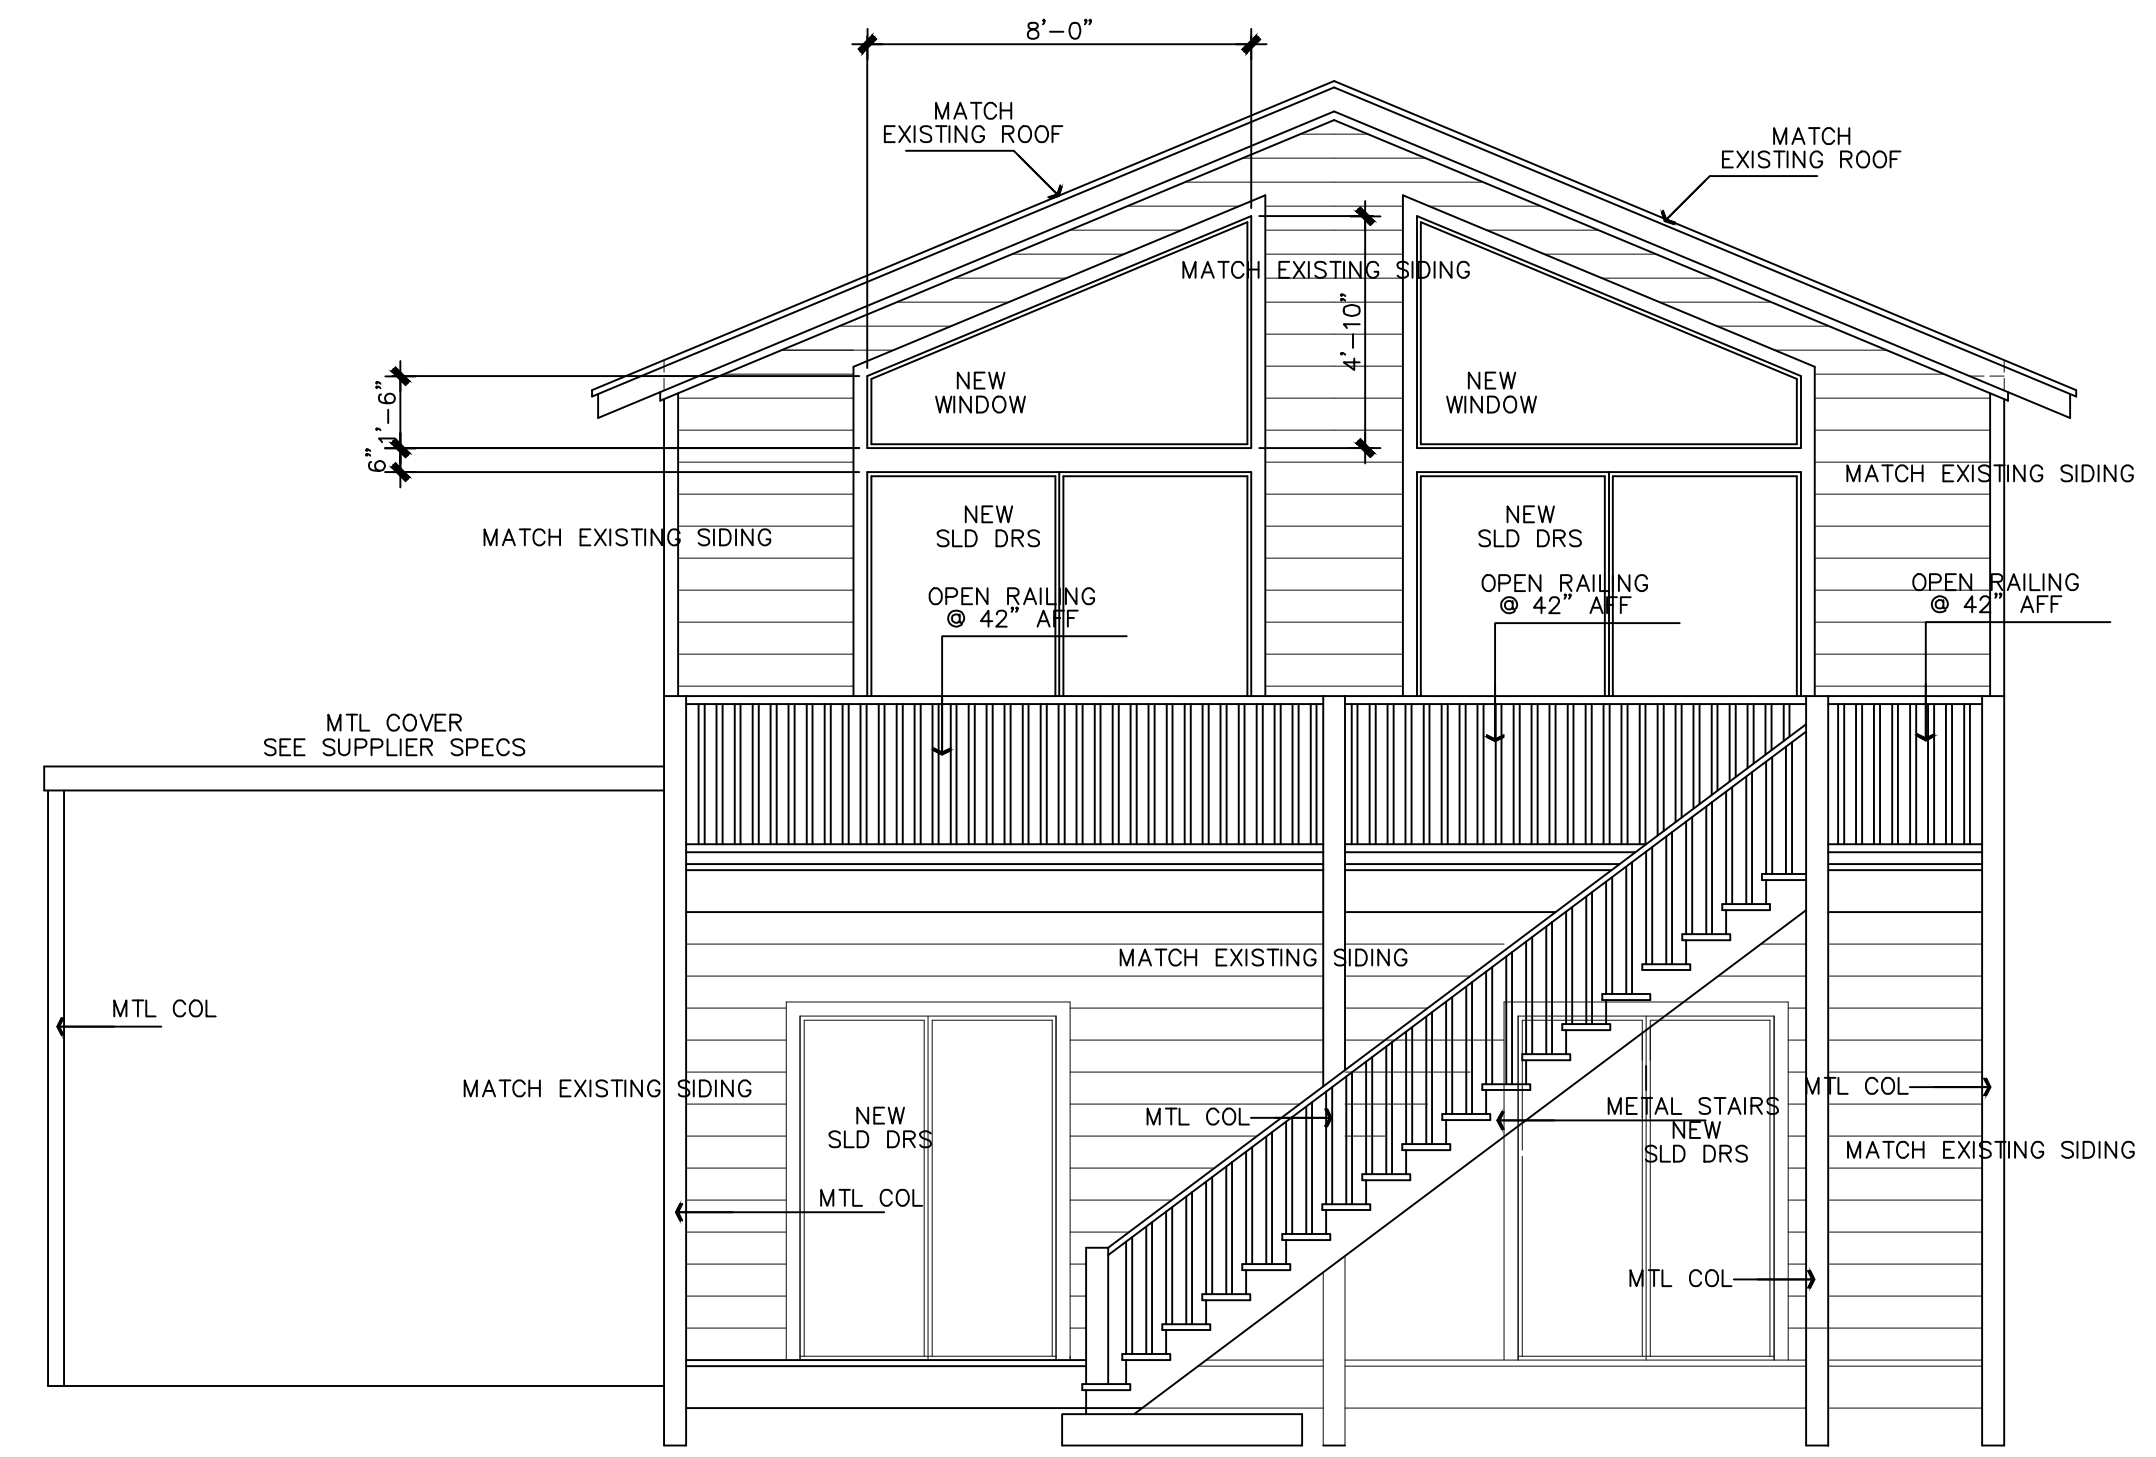 8'-0"
MATCH
EXISTING ROOF
MATCH
EXISTING ROOF
MATCH EXISTING SIDING
4'-10"
1'-6"
6"
NEW
WINDOW
NEW
WINDOW
MATCH EXISTING SIDING
NEW
SLD DRS
NEW
SLD DRS
MATCH EXISTING SIDING
OPEN RAILING
@ 42" AFF
OPEN RAILING
@ 42" AFF
OPEN RAILING
@ 42" AFF
MTL COVER
SEE SUPPLIER SPECS
MATCH EXISTING SIDING
MTL COL
MATCH EXISTING SIDING
MTL COL
NEW
SLD DRS
MTL COL
METAL STAIRS
NEW
SLD DRS
MATCH EXISTING SIDING
MTL COL
MTL COL